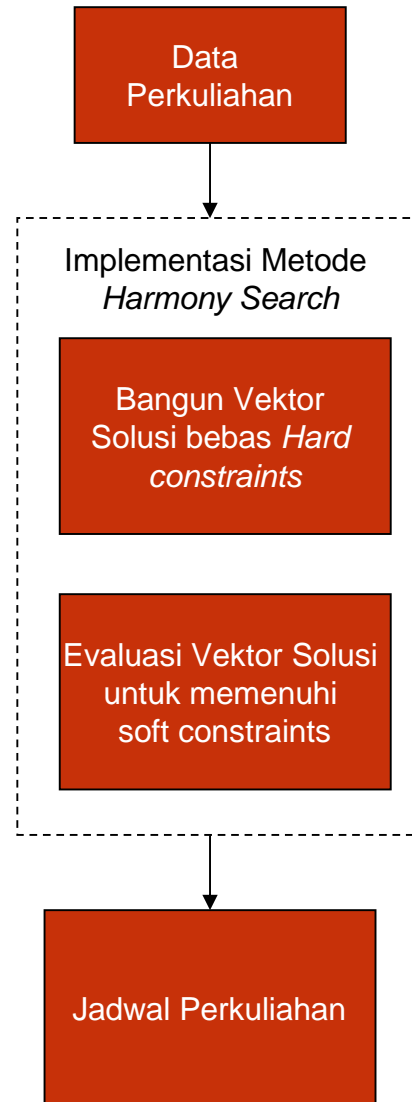 Data
Perkuliahan
Implementasi Metode
Harmony Search
Bangun Vektor
Solusi bebas Hard
constraints
Evaluasi Vektor Solusi
untuk memenuhi
soft constraints
Jadwal Perkuliahan